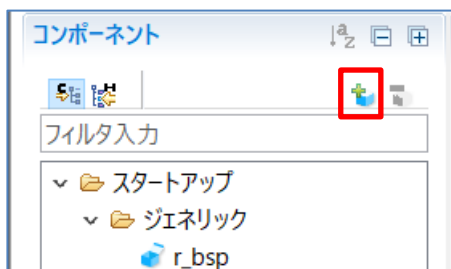 コンポーネント
フィルタ入力
スタートアップ
ジェネリック
r_bsp